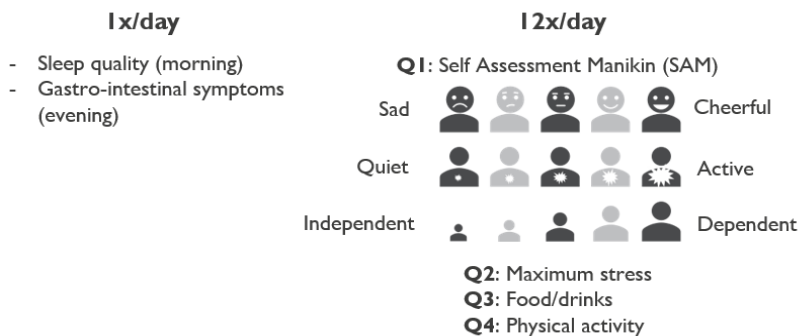 1x/day
- Sleep quality (morning)
- Gastro-intestinal symptoms
(evening)
12x/day
Q1: Self Assessment Manikin (SAM)
Sad Cheerful
Quiet Active
Independent Dependent
Q2: Maximum stress
Q3: Food/drinks
Q4: Physical activity